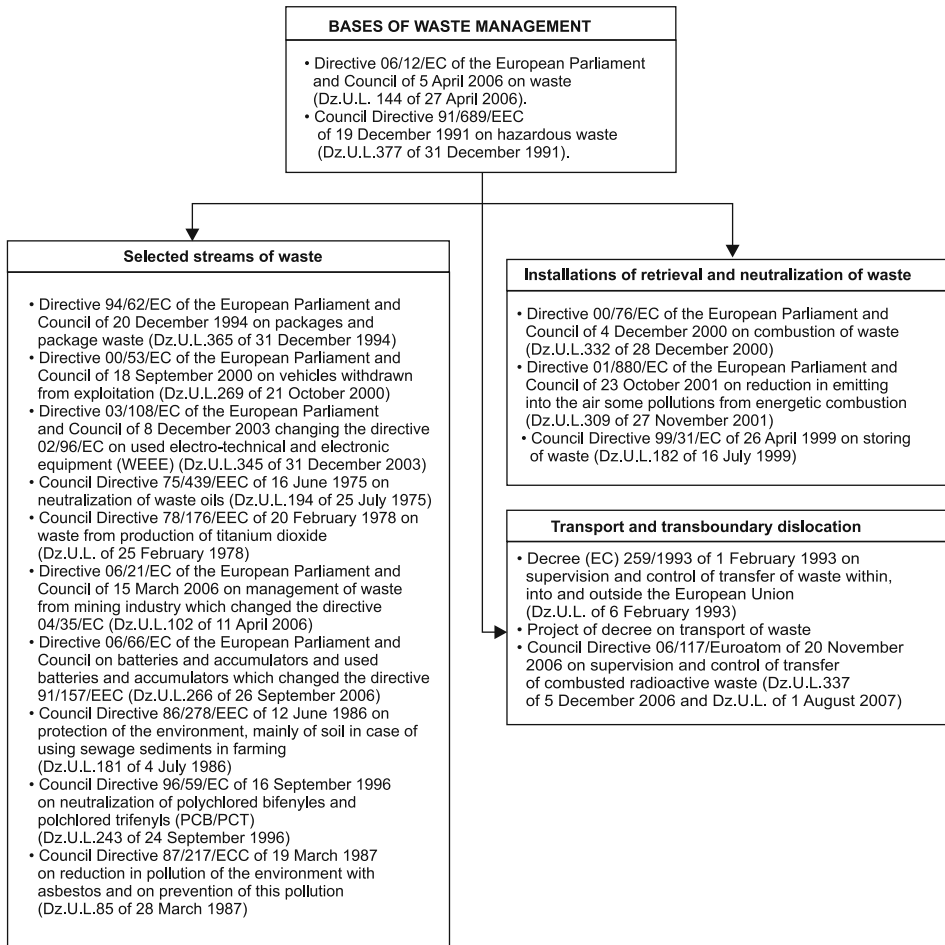 BASES OF WASTE MANAGEMENT
• Directive 06/12/EC of the European Parliament
and Council of 5 April 2006 on waste
(Dz.U.L. 144 of 27 April 2006).
• Council Directive 91/689/EEC
of 19 December 1991 on hazardous waste
(Dz.U.L.377 of 31 December 1991).
Selected streams of waste
• Directive 94/62/EC of the European Parliament and
Council of 20 December 1994 on packages and
package waste (Dz.U.L.365 of 31 December 1994)
• Directive 00/53/EC of the European Parliament and
Council of 18 September 2000 on vehicles withdrawn
from exploitation (Dz.U.L.269 of 21 October 2000)
• Directive 03/108/EC of the European Parliament
and Council of 8 December 2003 changing the directive
02/96/EC on used electro-technical and electronic
equipment (WEEE) (Dz.U.L.345 of 31 December 2003)
• Council Directive 75/439/EEC of 16 June 1975 on
neutralization of waste oils (Dz.U.L.194 of 25 July 1975)
• Council Directive 78/176/EEC of 20 February 1978 on
waste from production of titanium dioxide
(Dz.U.L. of 25 February 1978)
• Directive 06/21/EC of the European Parliament and
Council of 15 March 2006 on management of waste
from mining industry which changed the directive
04/35/EC (Dz.U.L.102 of 11 April 2006)
• Directive 06/66/EC of the European Parliament and
Council on batteries and accumulators and used
batteries and accumulators which changed the directive
91/157/EEC (Dz.U.L.266 of 26 September 2006)
• Council Directive 86/278/EEC of 12 June 1986 on
protection of the environment, mainly of soil in case of
using sewage sediments in farming
(Dz.U.L.181 of 4 July 1986)
• Council Directive 96/59/EC of 16 September 1996
on neutralization of polychlored bifenyles and
polchlored trifenyls (PCB/PCT)
(Dz.U.L.243 of 24 September 1996)
• Council Directive 87/217/ECC of 19 March 1987
on reduction in pollution of the environment with
asbestos and on prevention of this pollution
(Dz.U.L.85 of 28 March 1987)
Installations of retrieval and neutralization of waste
• Directive 00/76/EC of the European Parliament and
Council of 4 December 2000 on combustion of waste
(Dz.U.L.332 of 28 December 2000)
• Directive 01/880/EC of the European Parliament and
Council of 23 October 2001 on reduction in emitting
into the air some pollutions from energetic combustion
(Dz.U.L.309 of 27 November 2001)
• Council Directive 99/31/EC of 26 April 1999 on storing
of waste (Dz.U.L.182 of 16 July 1999)
Transport and transboundary dislocation
• Decree (EC) 259/1993 of 1 February 1993 on
supervision and control of transfer of waste within,
into and outside the European Union
(Dz.U.L. of 6 February 1993)
• Project of decree on transport of waste
• Council Directive 06/117/Euroatom of 20 November
2006 on supervision and control of transfer
of combusted radioactive waste (Dz.U.L.337
of 5 December 2006 and Dz.U.L. of 1 August 2007)